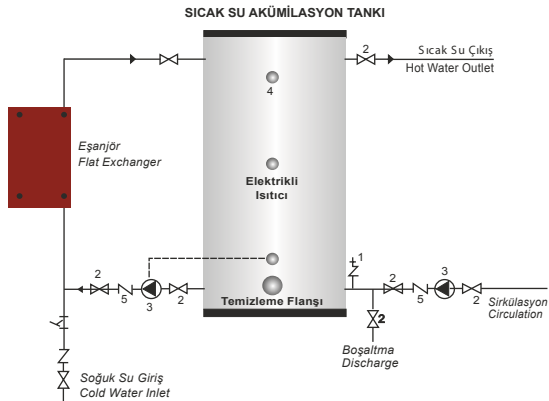 SICAK SU AKÜMİLASYON TANKI
2
Sıcak Su Çıkış
Hot Water Outlet
4
Eşanjör
Flat Exchanger
Elektrikli
Isıtıcı
1
2
5
3
2
Temizleme Flanşı
2
5
3
2
Sirkülasyon
Circulation
2
Boşaltma
Discharge
Soğuk Su Giriş
Cold Water Inlet